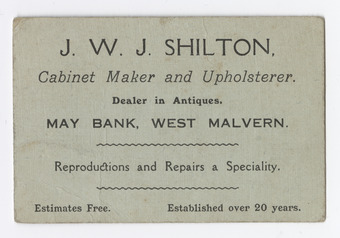 J. W. J. SHILTON,
Cabinet Maker and Upholsterer.
Dealer in Antiques.
MAY BANK, WEST MALVERN.
Reproductions and Repairs a Speciality.
Estimates Free. Established over 20 years.